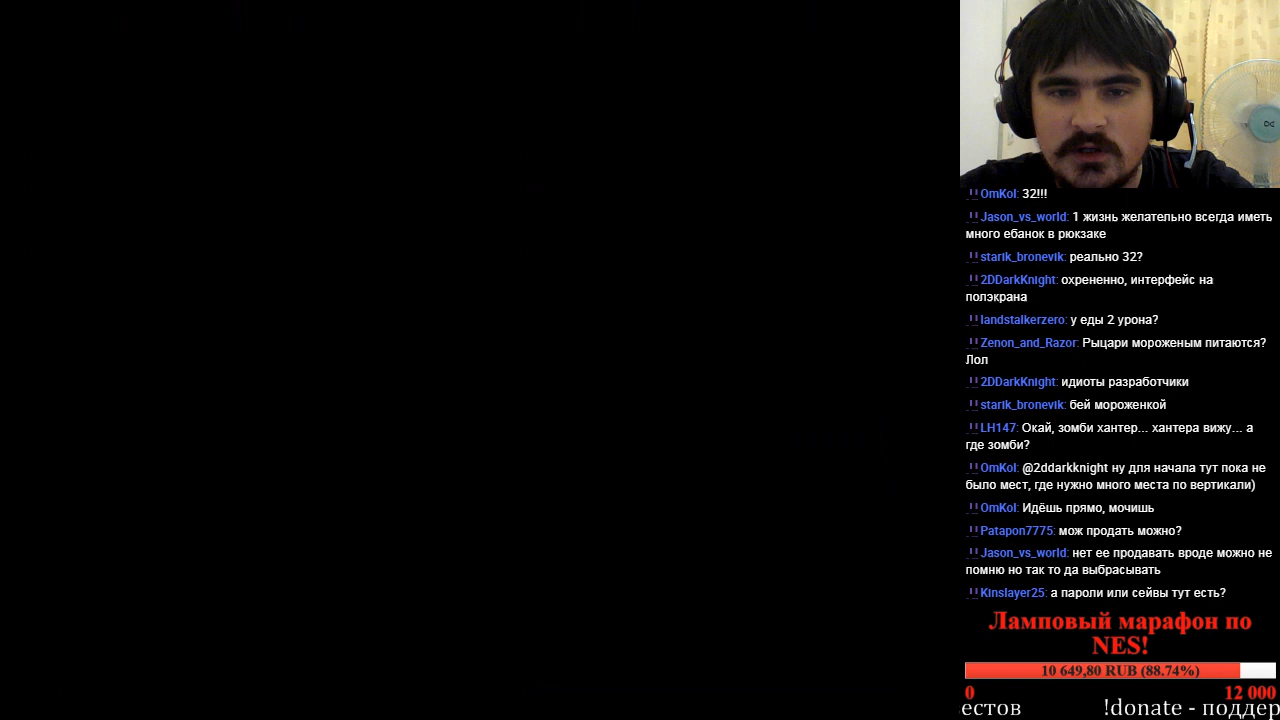 OmKol: 32!!!
Jason_vs_world: 1 жизнь желательно всегда иметь
много ебанок в рюкзаке
starik_bronevik: реально 32?
2DDarkKnight: охрененно, интерфейс на
полэкрана
landstalkerzero: у еды 2 урона?
Zenon_and_Razor: Рыцари мороженым питаются?
Лол
2DDarkKnight: идиоты разработчики
starik_bronevik: бей мороженкой
LH147: Окай, зомби хантер... хантера вижу... а
где зомби?
OmKol: @2ddarkknight ну для начала тут пока не
было мест, где нужно много места по вертикали)
OmKol: Идёшь прямо, мочишь
Patapon7775: мож продать можно?
Jason_vs_world: нет ее продавать вроде можно не
помню но так то да выбрасывать
Kinslayer25: а пароли или сейвы тут есть?
Ламповый марафон по
NES!
10 649,80 RUB (88.74%)
0 12 000
естов !donate - поддер